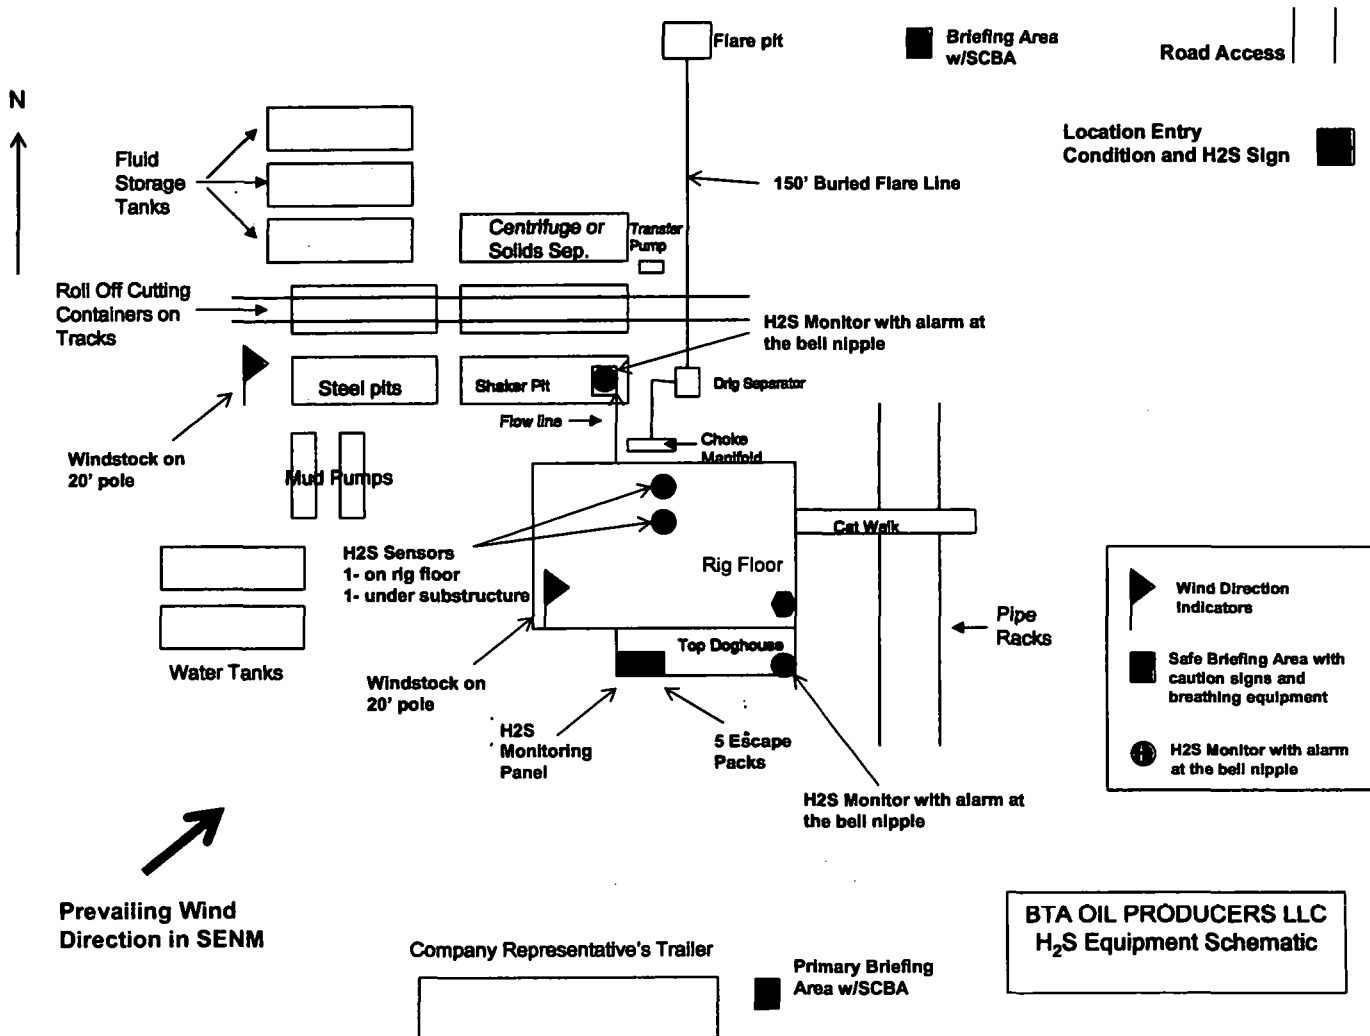 Flare pit
Briefing Area
w/SCBA
Road Access
N
Location Entry
Condition and H2S Sign
Fluid
Storage
Tanks
150' Buried Flare Line
Centrifuge or
Solids Sep.
Transfer
Pump
Roll Off Cutting
Containers on
Tracks
H2S Monitor with alarm at
the bell nipple
Steel pits
Shaker Pit
Drlg Separator
Flow line
Choke
Manifold
Windstock on
20' pole
Mud Pumps
Cat Walk
H2S Sensors
1- on rig floor
1- under substructure
Rig Floor
Wind Direction
Indicators
Pipe
Racks
Top Doghouse
Water Tanks
Safe Briefing Area with
caution signs and
breathing equipment
Windstock on
20' pole
H2S
Monitoring
Panel
5 Escape
Packs
H2S Monitor with alarm
at the bell nipple
H2S Monitor with alarm at
the bell nipple
Prevailing Wind
Direction in SENM
BTA OIL PRODUCERS LLC
H2S Equipment Schematic
Company Representative's Trailer
Primary Briefing
Area w/SCBA